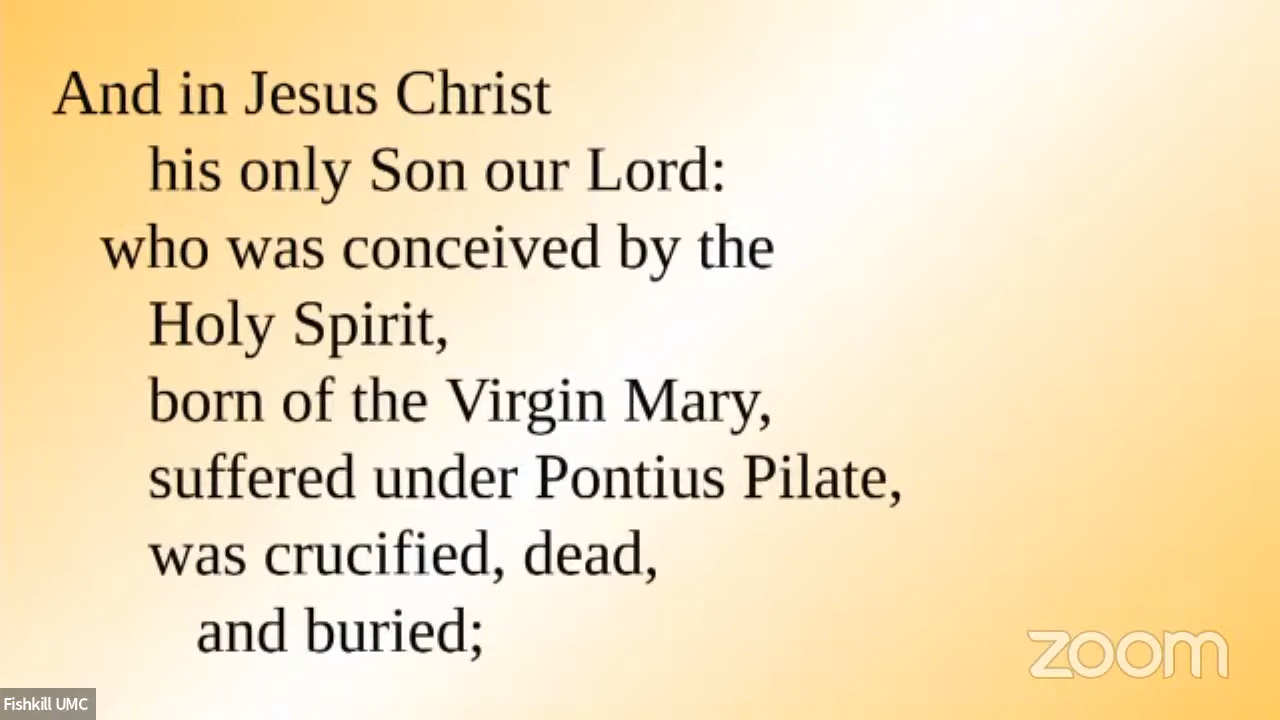 And in Jesus Christ
his only Son our Lord:
who was conceived by the
Holy Spirit,
born of the Virgin Mary,
suffered under Pontius Pilate,
was crucified, dead,
and buried;
zoom
Fishkill UMC